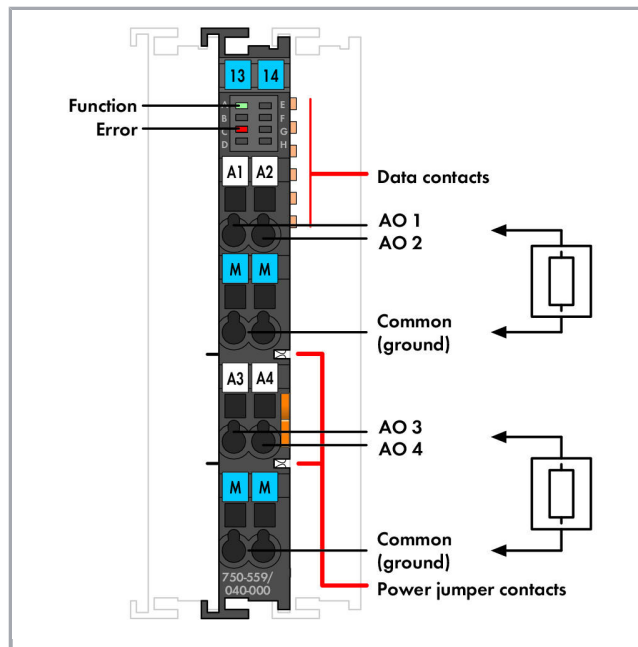 13 14
Function
A E
B F
Error
C G
D H
A1 A2
Data contacts
AO 1
AO 2
M M
Common
(ground)
A3 A4
AO 3
AO 4
M M
Common
(ground)
750-559/
040-000
Power jumper contacts